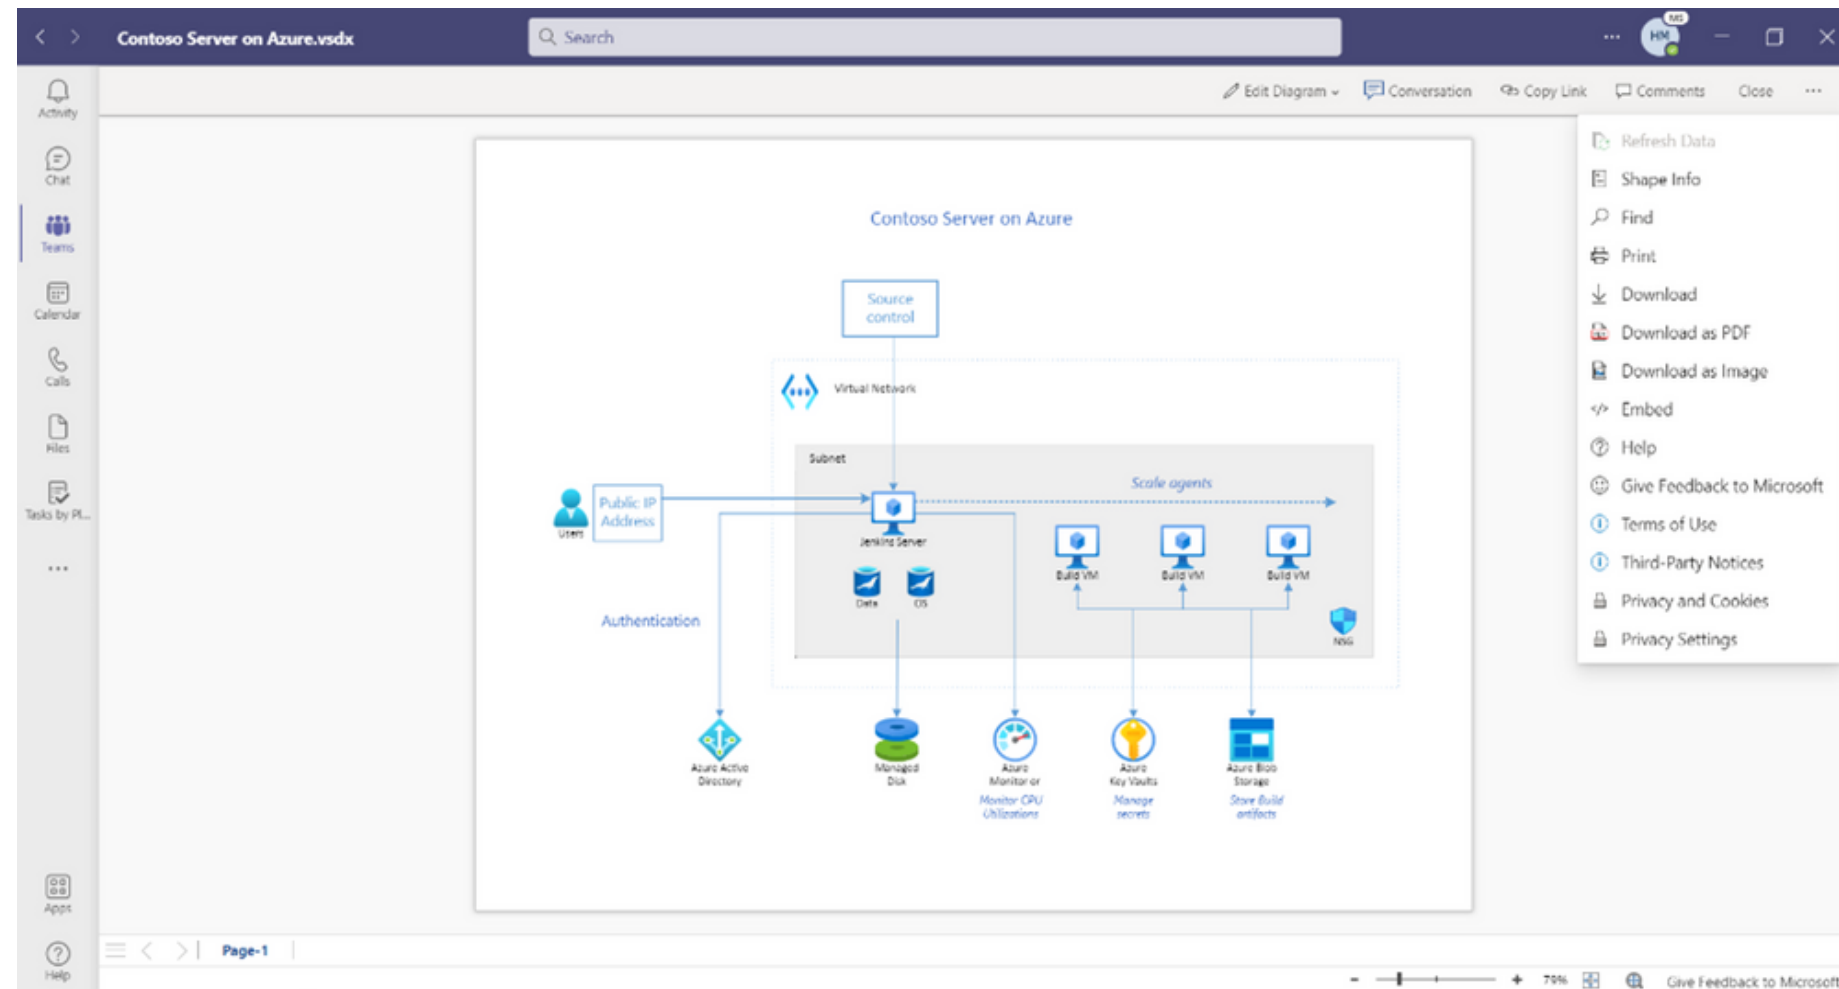 Contoso Server on Azure.vsdx
Search
MS
HM
Activity
Chat
Teams
Calendar
Calls
Files
Tasks by Pl...
Apps
Help
Edit Diagram
Conversation
Copy Link
Comments
Close
Refresh Data
Shape Info
Find
Print
Download
Download as PDF
Download as Image
Embed
Help
Give Feedback to Microsoft
Terms of Use
Third-Party Notices
Privacy and Cookies
Privacy Settings
Contoso Server on Azure
Source
control
Virtual Network
Subnet
Scale agents
Public IP
Address
Users
Jenkins Server
Build VM
Build VM
Build VM
Data
OS
Authentication
NSG
Azure Active
Directory
Managed
Disk
Azure
Monitor or
Monitor CPU
Utilizations
Azure
Key Vaults
Manage
secrets
Azure Blob
Storage
Store Build
artifacts
Page-1
79%
Give Feedback to Microsoft